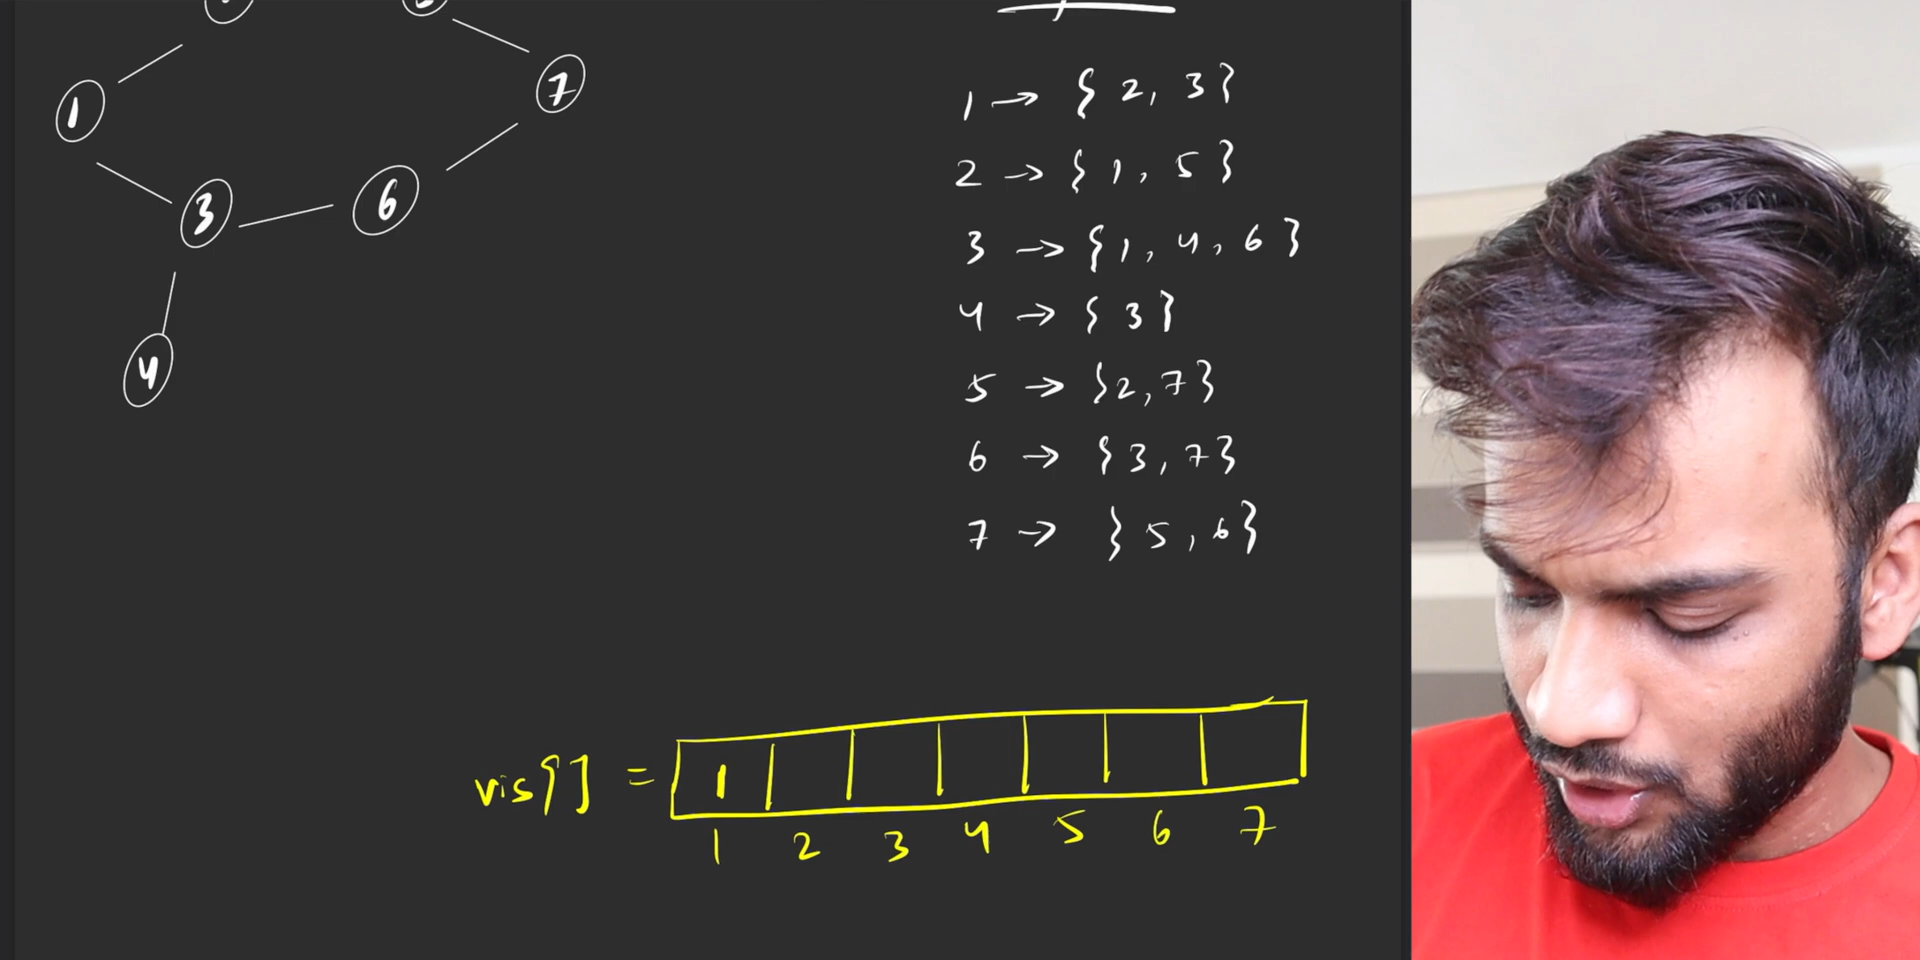 1
7
3
6
4
1 → { 2, 3 }
2 → { 1, 5 }
3 → { 1, 4, 6 }
4 → { 3 }
5 → { 2, 7 }
6 → { 3, 7 }
7 → } 5, 6 }
vis[] = 1
1 2 3 4 5 6 7